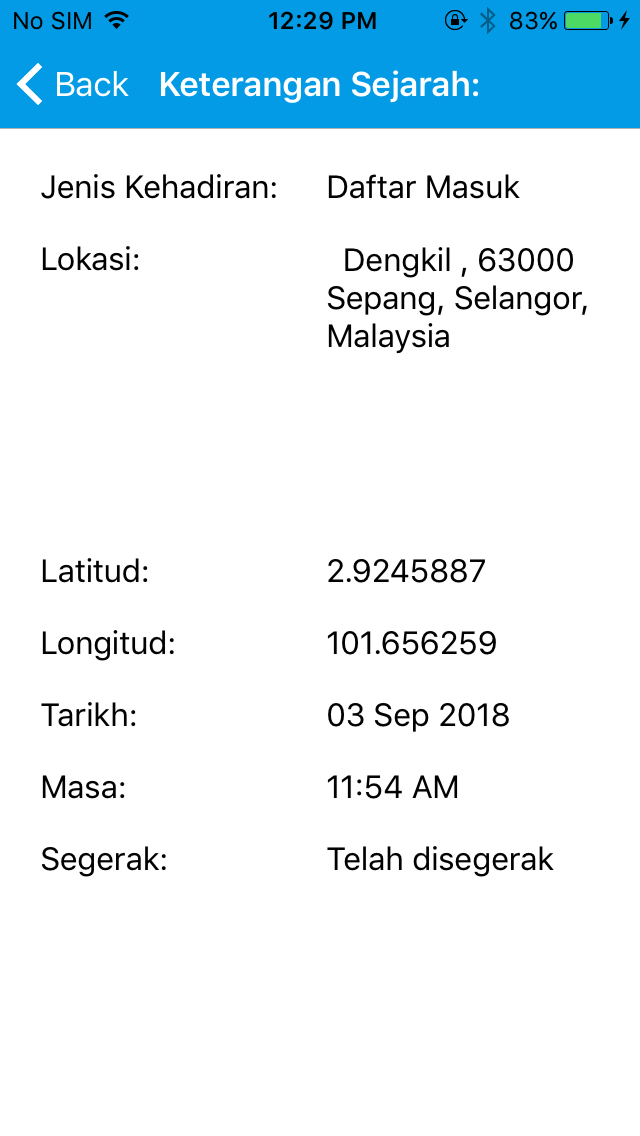 No SIM 12:29 PM 83%
Back Keterangan Sejarah:
Jenis Kehadiran: Daftar Masuk
Lokasi: Dengkil , 63000
Sepang, Selangor,
Malaysia
Latitud: 2.9245887
Longitud: 101.656259
Tarikh: 03 Sep 2018
Masa: 11:54 AM
Segerak: Telah disegerak